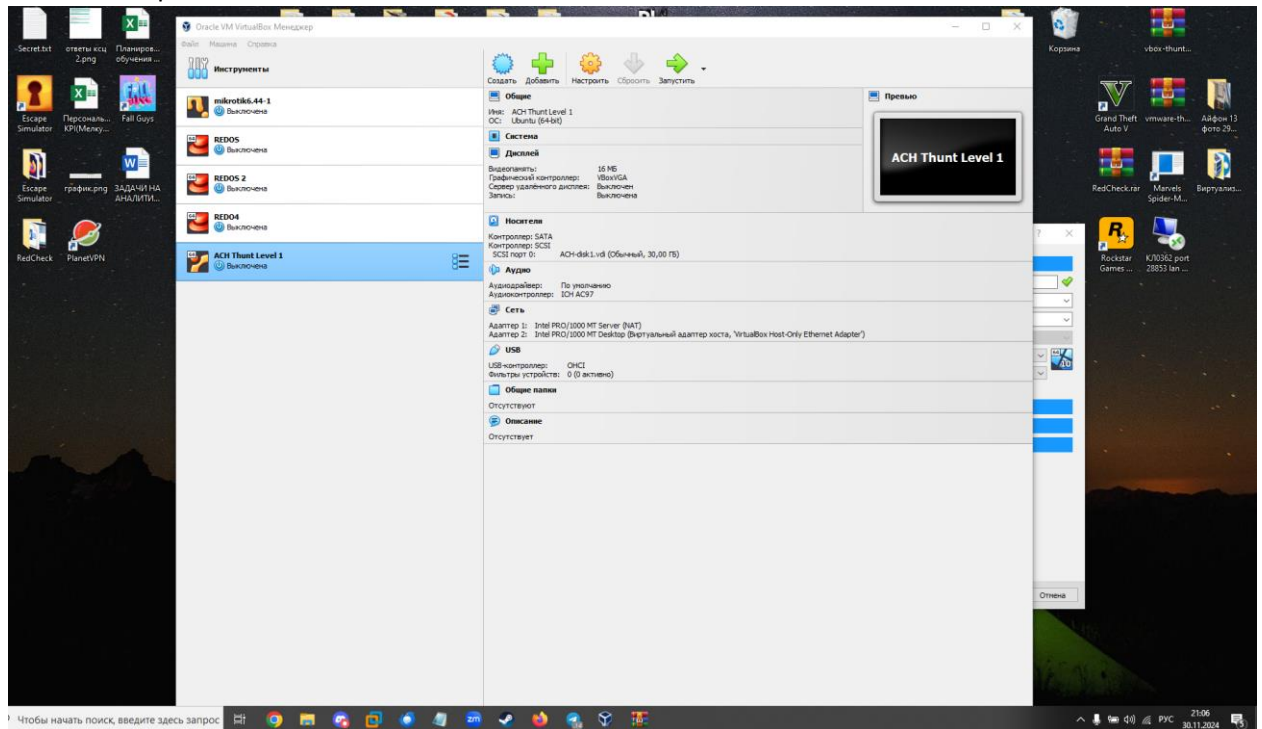 -Secret.txt
ответы ксц 2.png
Планиров... обучения ...
Escape Simulator
Персональ... KPI(Мелку...
Fall Guys
Escape Simulator
график.png
ЗАДАЧИ НА АНАЛИТИ...
RedCheck
PlanetVPN
Oracle VM VirtualBox Менеджер
Файл Машина Справка
Инструменты
mikrotik6.44-1
Выключена
REDOS
Выключена
REDOS 2
Выключена
REDO4
Выключена
ACH Thunt Level 1
Выключена
Создать Добавить Настроить Сбросить Запустить
Общие
Имя: ACH Thunt Level 1
ОС: Ubuntu (64-bit)
Система
Дисплей
Видеопамять: 16 МБ
Графический контроллер: VBoxVGA
Сервер удалённого дисплея: Выключен
Запись: Выключена
Превью
ACH Thunt Level 1
Носители
Контроллер: SATA
Контроллер: SCSI
SCSI порт 0: ACH-disk1.vdi (Обычный, 30,00 ГБ)
Аудио
Аудиодрайвер: По умолчанию
Аудиоконтроллер: ICH AC97
Сеть
Адаптер 1: Intel PRO/1000 MT Server (NAT)
Адаптер 2: Intel PRO/1000 MT Desktop (Виртуальный адаптер хоста, 'VirtualBox Host-Only Ethernet Adapter')
USB
USB-контроллер: OHCI
Фильтры устройств: 0 (0 активно)
Общие папки
Отсутствуют
Описание
Отсутствует
Отмена
Корзина
vbox-thunt...
Grand Theft Auto V
vmware-th...
Айфон 13 фото 29...
RedCheck.rar
Marvels Spider-M...
Виртуализ...
Rockstar Games ...
КЛ0362 port 28853 lan ...
Чтобы начать поиск, введите здесь запрос
РУС
21:06
30.11.2024